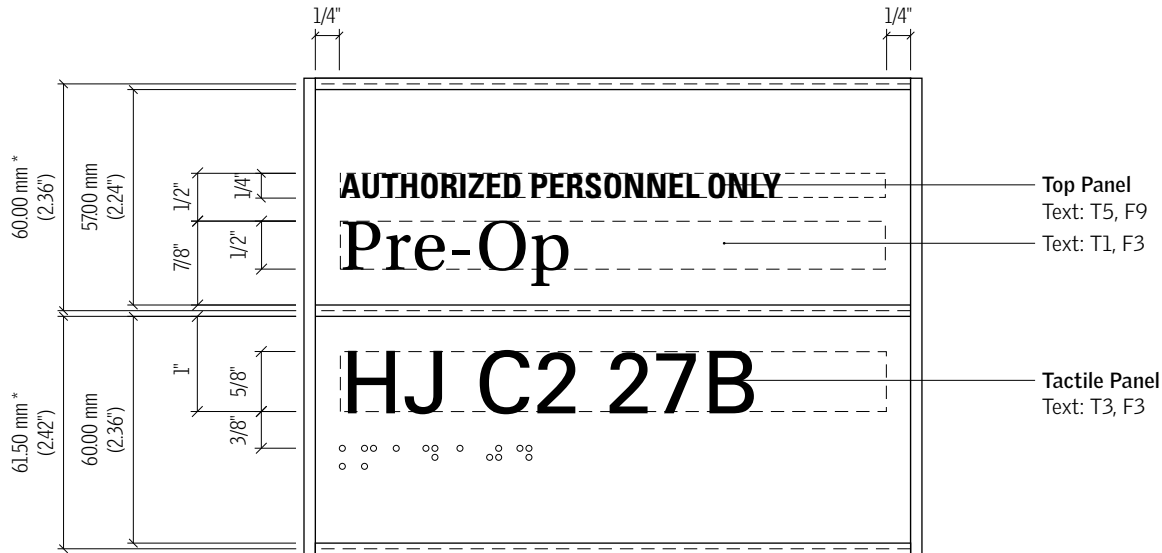 1/4" 1/4"
60.00 mm *
(2.36")
57.00 mm
(2.24")
1/2"
1/4"
7/8"
1/2"
AUTHORIZED PERSONNEL ONLY
Pre-Op
Top Panel
Text: T5, F9
Text: T1, F3
61.50 mm *
(2.42")
60.00 mm
(2.36")
1"
5/8"
3/8"
HJ C2 27B
Tactile Panel
Text: T3, F3